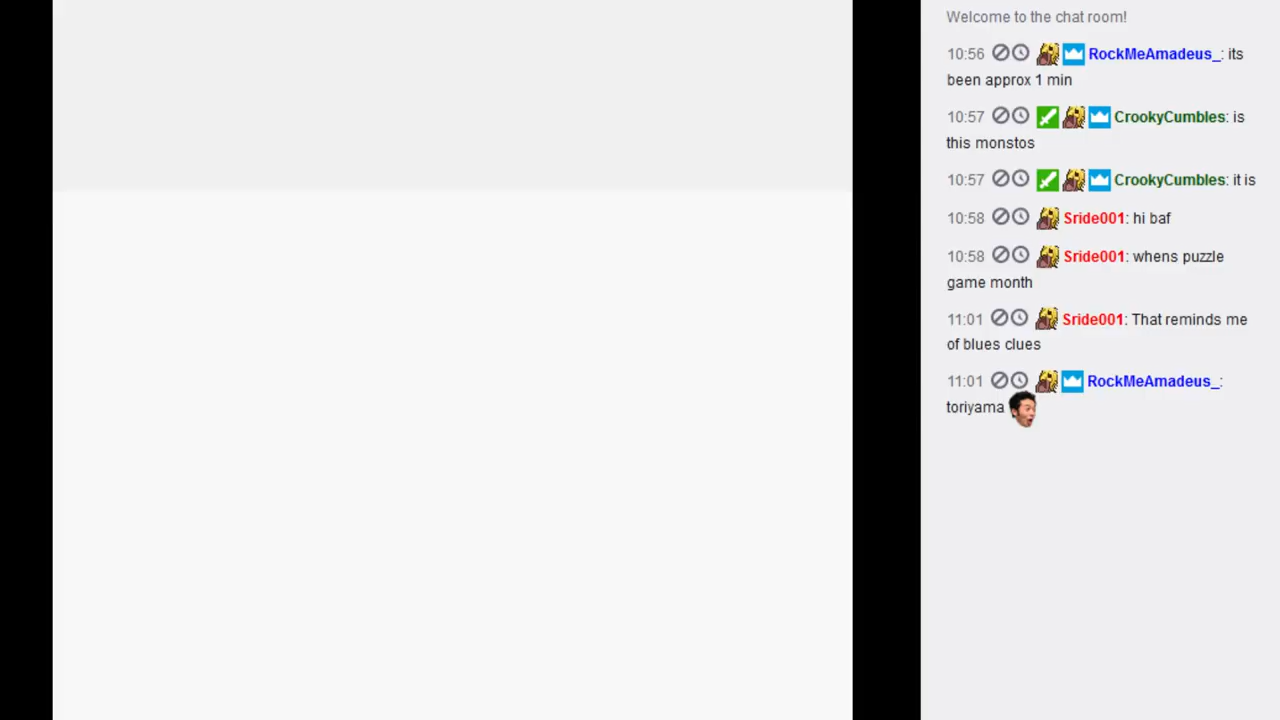 Welcome to the chat room!
10:56 RockMeAmadeus_: its
been approx 1 min
10:57 CrookyCumbles: is
this monstos
10:57 CrookyCumbles: it is
10:58 Sride001: hi baf
10:58 Sride001: whens puzzle
game month
11:01 Sride001: That reminds me
of blues clues
11:01 RockMeAmadeus_:
toriyama